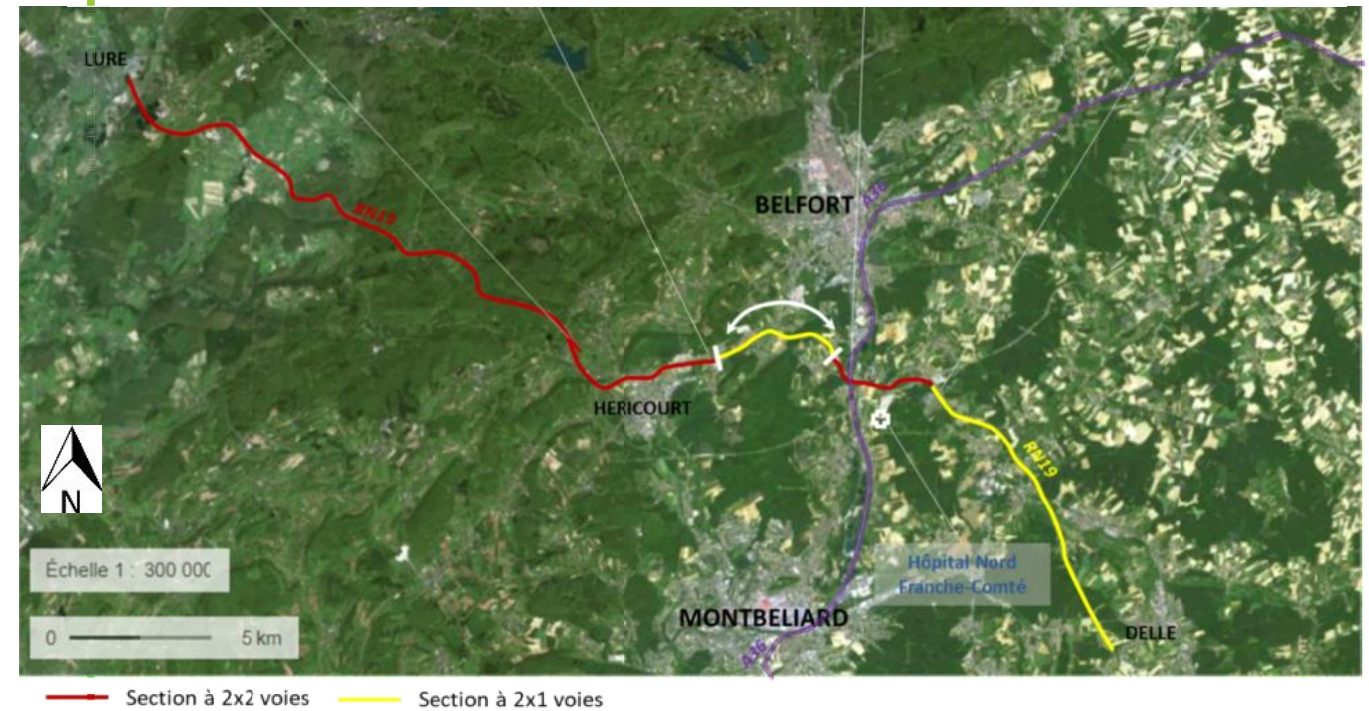 LURE
RN19
BELFORT
A36
HERICOURT
RN19
N
Échelle 1 : 300 000
Hôpital Nord
Franche-Comté
MONTBELIARD
0 5 km
DELLE
A36
Section à 2x2 voies Section à 2x1 voies